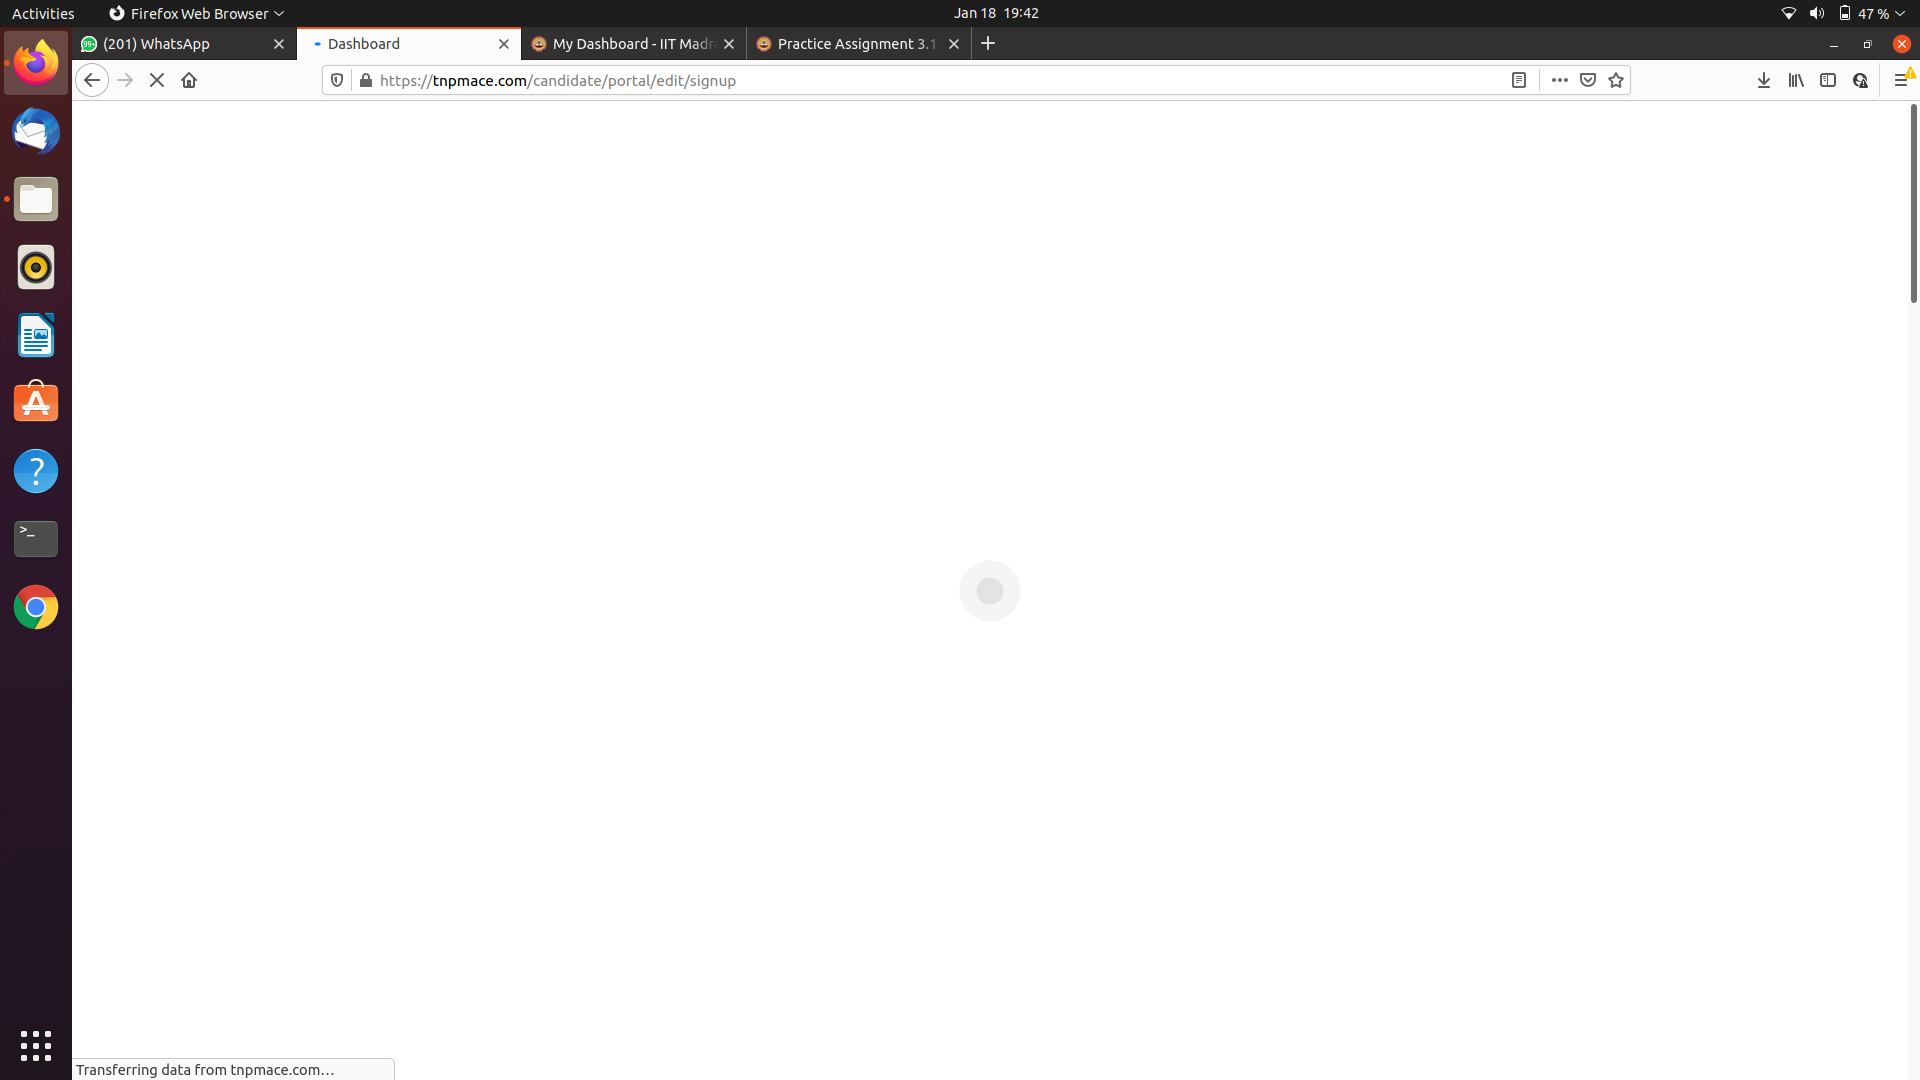 Activities
Firefox Web Browser
Jan 18 19:42
47 %
99+
(201) WhatsApp
Dashboard
My Dashboard - IIT Madr
Practice Assignment 3.1
https://tnpmace.com/candidate/portal/edit/signup
?
>_
Transferring data from tnpmace.com…